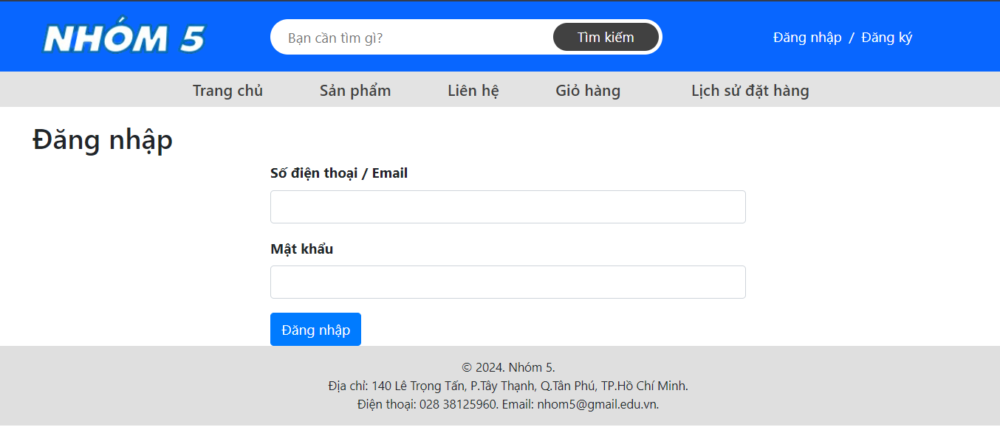 NHÓM 5
Bạn cần tìm gì?
Tìm kiếm
Đăng nhập / Đăng ký
Trang chủ Sản phẩm Liên hệ Giỏ hàng Lịch sử đặt hàng
Đăng nhập
Số điện thoại / Email
Mật khẩu
Đăng nhập
© 2024. Nhóm 5.
Địa chỉ: 140 Lê Trọng Tấn, P.Tây Thạnh, Q.Tân Phú, TP.Hồ Chí Minh.
Điện thoại: 028 38125960. Email: nhom5@gmail.edu.vn.